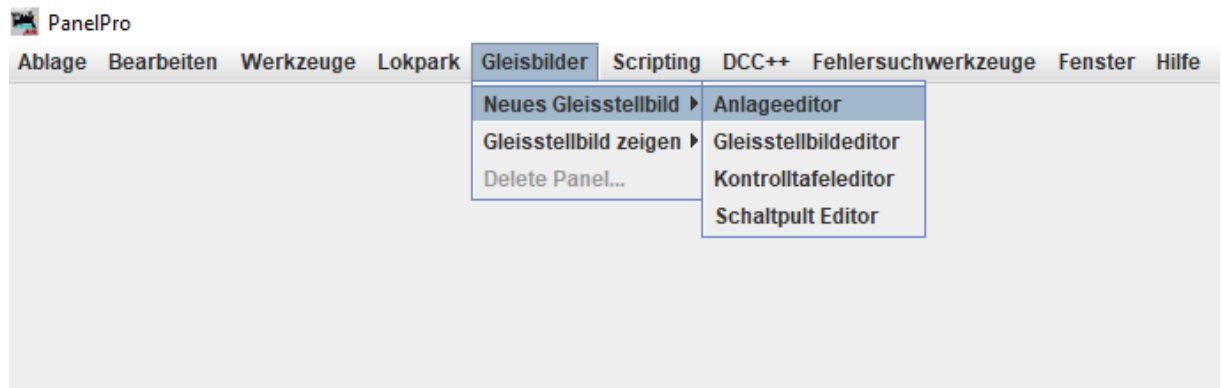 PanelPro
Ablage Bearbeiten Werkzeuge Lokpark Gleisbilder Scripting DCC++ Fehlersuchwerkzeuge Fenster Hilfe
Neues Gleisstellbild Anlageeditor
Gleisstellbild zeigen Gleisstellbildeditor
Delete Panel... Kontrolltafeleditor
Schaltpult Editor